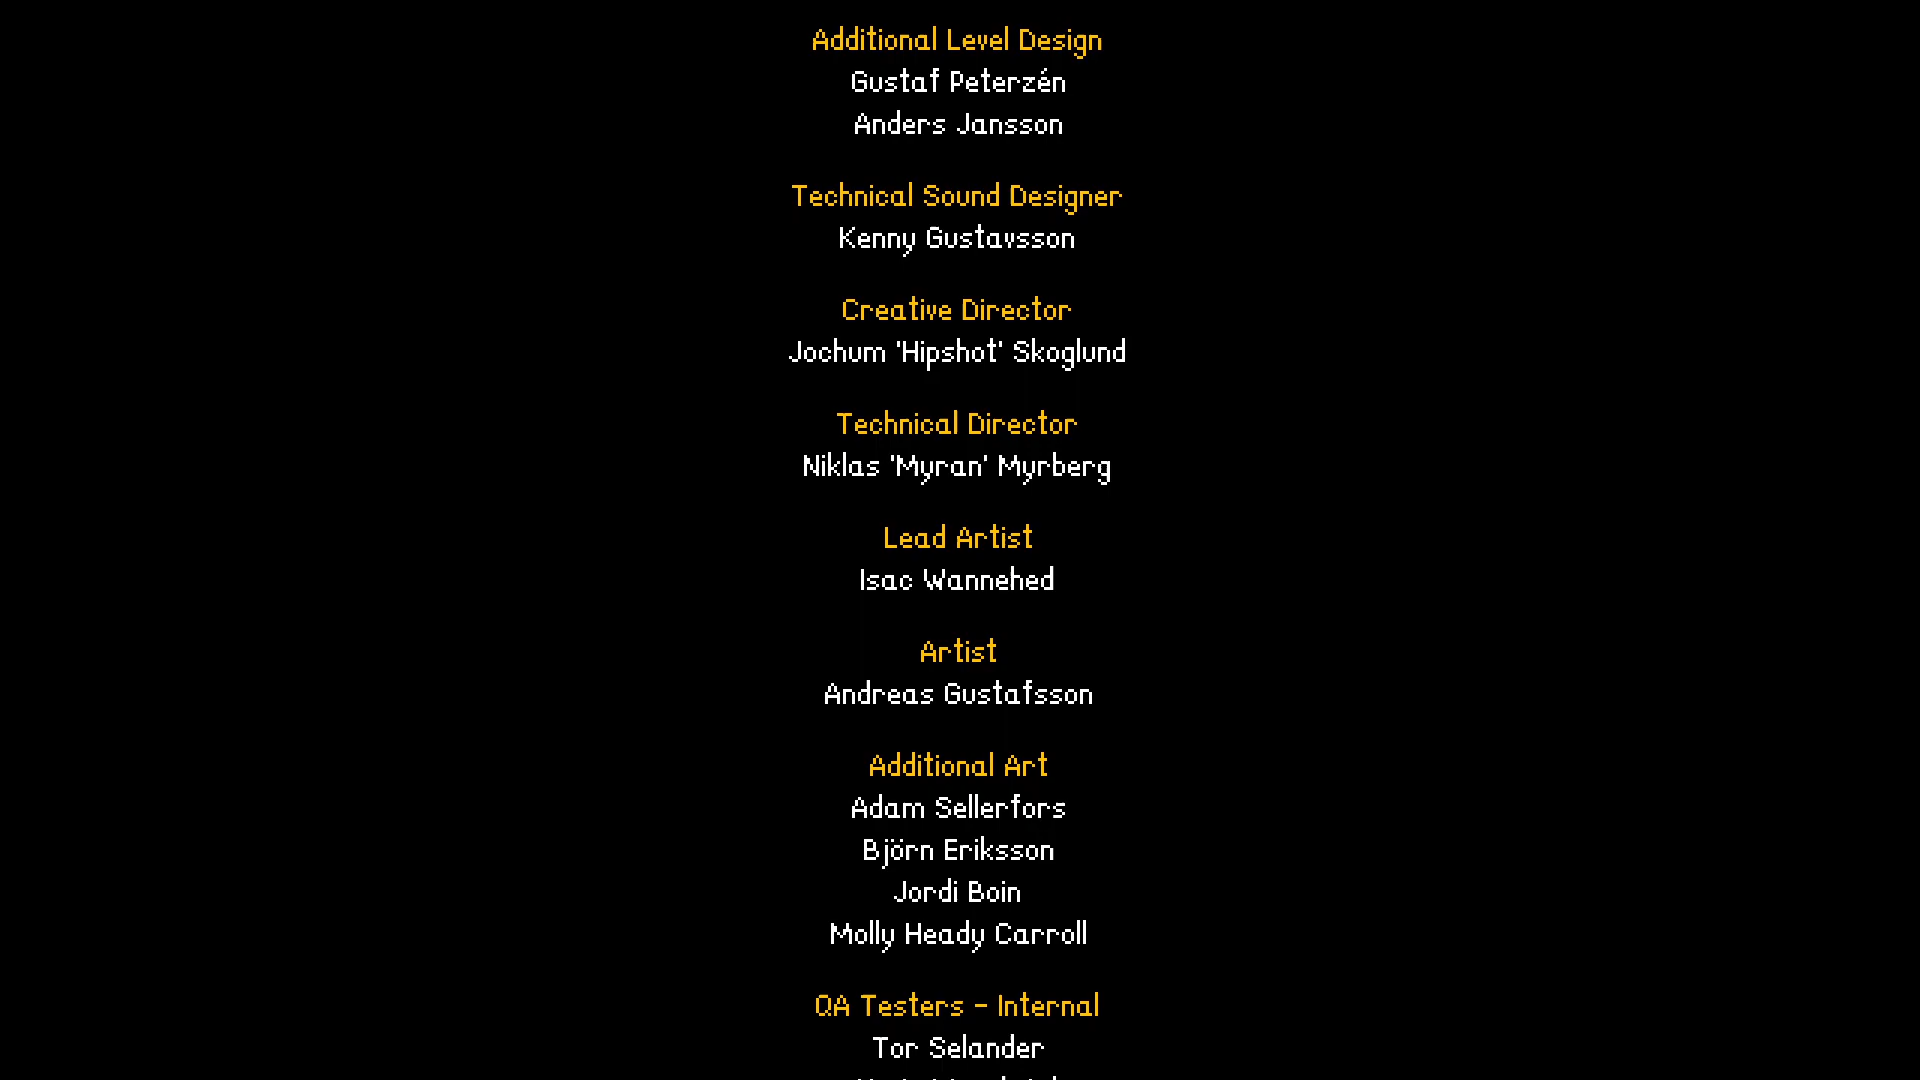 Additional Level Design
Gustaf Peterzén
Anders Jansson
Technical Sound Designer
Kenny Gustavsson
Creative Director
Jochum 'Hipshot' Skoglund
Technical Director
Niklas 'Myran' Myrberg
Lead Artist
Isac Wannehed
Artist
Andreas Gustafsson
Additional Art
Adam Sellerfors
Björn Eriksson
Jordi Boin
Molly Heady Carroll
QA Testers - Internal
Tor Selander